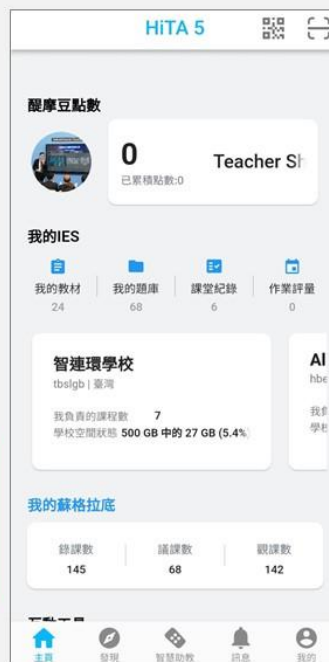 HiTA 5
醍摩豆點數
0
Teacher Sh
已累積點數:0
我的IES
我的教材 我的題庫 課堂紀錄 作業評量
24 68 6 0
智連環學校
tbslgb | 臺灣
我負責的課程數 7
學校空間狀態 500 GB 中的 27 GB (5.4%
AI
hbe
我的蘇格拉底
錄課數 議課數 觀課數
145 68 142
主頁 發現 智慧助教 訊息 我的